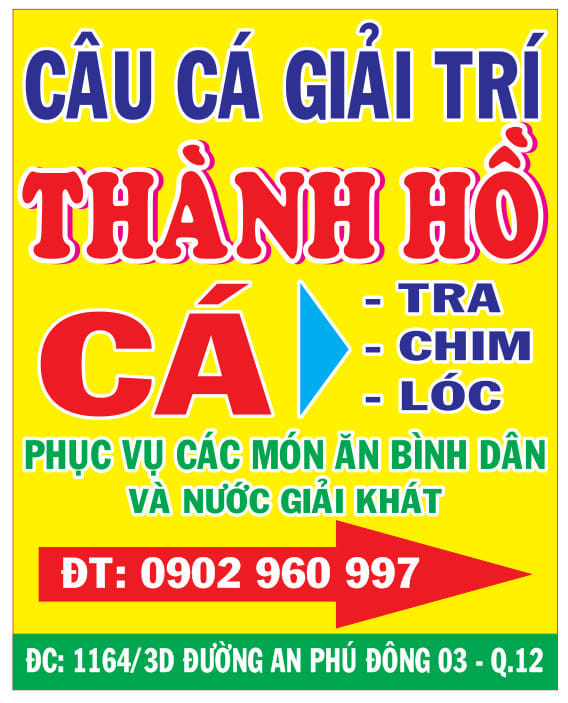 CÂU CÁ GIẢI TRÍ
THÀNH HỒ
CÁ
- TRA
- CHIM
- LÓC
PHỤC VỤ CÁC MÓN ĂN BÌNH DÂN
VÀ NƯỚC GIẢI KHÁT
ĐT: 0902 960 997
ĐC: 1164/3D ĐƯỜNG AN PHÚ ĐÔNG 03 - Q.12